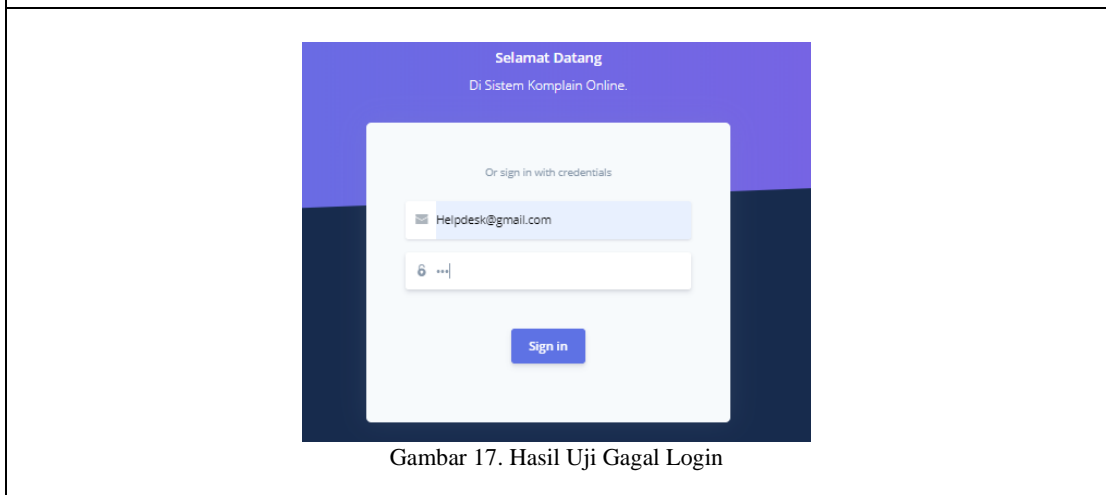 Selamat Datang
Di Sistem Komplain Online.
Or sign in with credentials
Helpdesk@gmail.com
•••
Sign in
Gambar 17. Hasil Uji Gagal Login